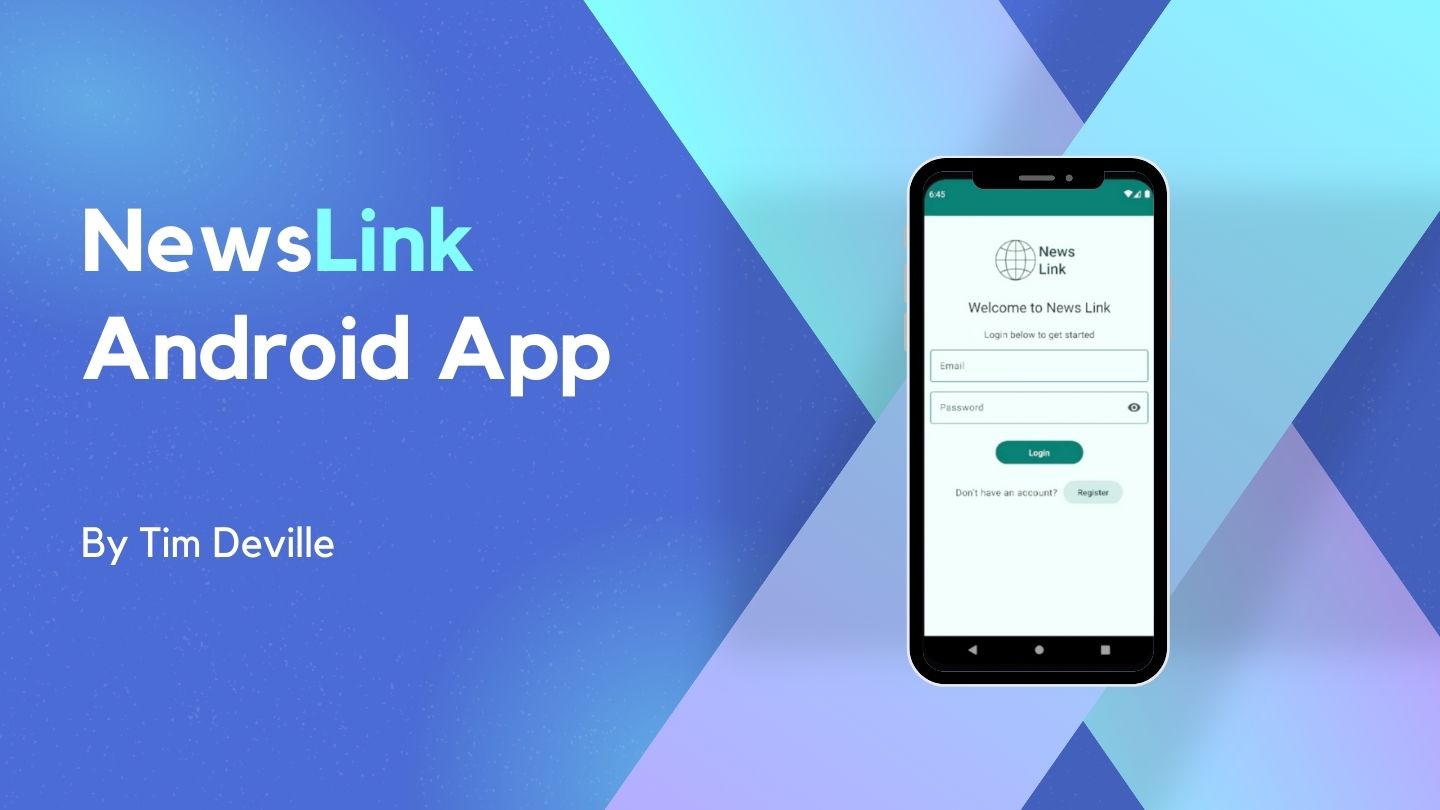 NewsLink
Android App
By Tim Deville
6:45
News
Link
Welcome to News Link
Login below to get started
Email
Password
Login
Don't have an account? Register